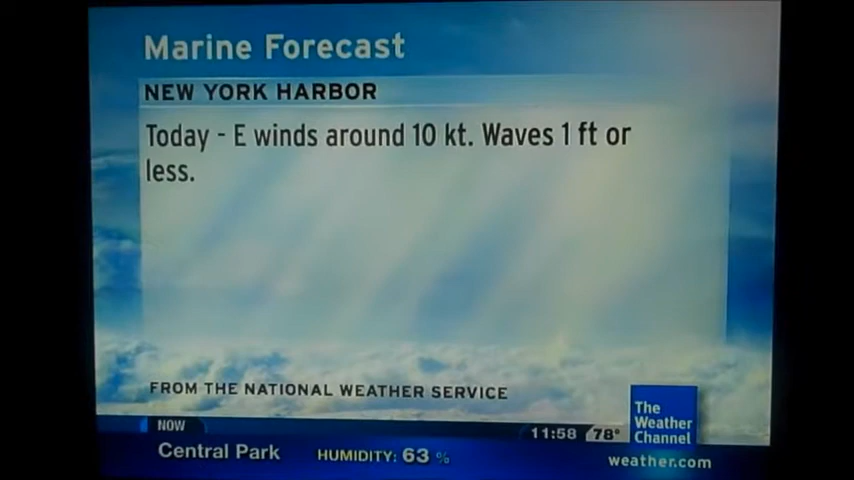 Marine Forecast
NEW YORK HARBOR
Today - E winds around 10 kt. Waves 1 ft or
less.
FROM THE NATIONAL WEATHER SERVICE
The
Weather
Channel
NOW
11:58 78°
Central Park HUMIDITY: 63 %
weather.com